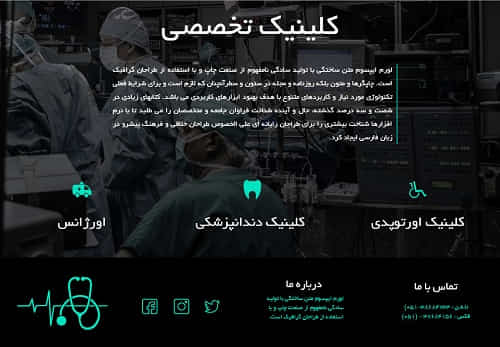 کلینیک تخصصی
لورم ایپسوم متن ساختگی با تولید سادگی نامفهوم از صنعت چاپ و با استفاده از طراحان گرافیک
است. چاپگرها و متون بلکه روزنامه و مجله در ستون و سطرآنچنان که لازم است و برای شرایط فعلی
تکنولوژی مورد نیاز و کاربردهای متنوع با هدف بهبود ابزارهای کاربردی می باشد. کتابهای زیادی در
شصت و سه درصد گذشته، حال و آینده شناخت فراوان جامعه و متخصصان را می طلبد تا با نرم
افزارها شناخت بیشتری را برای طراحان رایانه ای علی الخصوص طراحان خلاقی و فرهنگ پیشرو در
زبان فارسی ایجاد کرد.
کلینیک اورتوپدی
کلینیک دندانپزشکی
اورژانس
تماس با ما
تلفن:
فکس:
درباره ما
لورم ایپسوم متن ساختگی با تولید
سادگی نامفهوم از صنعت چاپ و با
استفاده از طراحان گرافیک است.